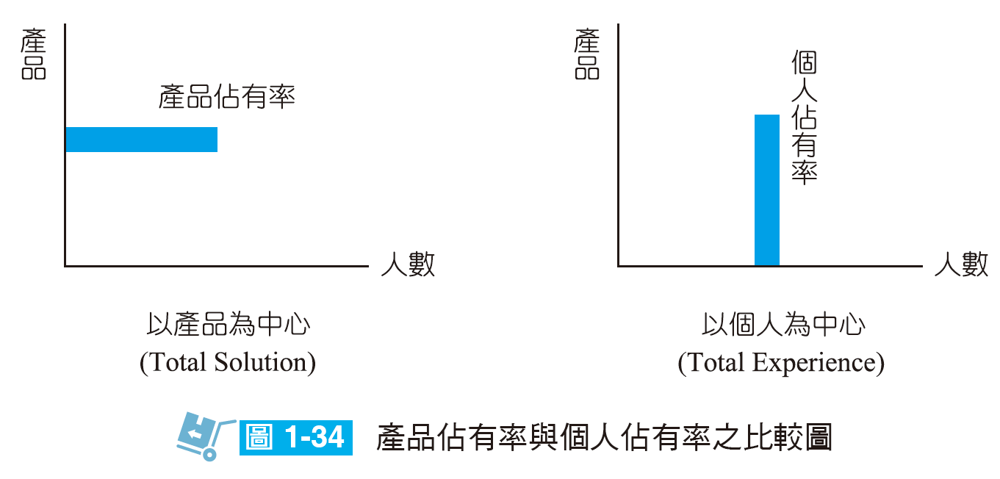 產品
產品佔有率
人數
以產品為中心
(Total Solution)
產品
個人佔有率
人數
以個人為中心
(Total Experience)
圖 1-34 產品佔有率與個人佔有率之比較圖